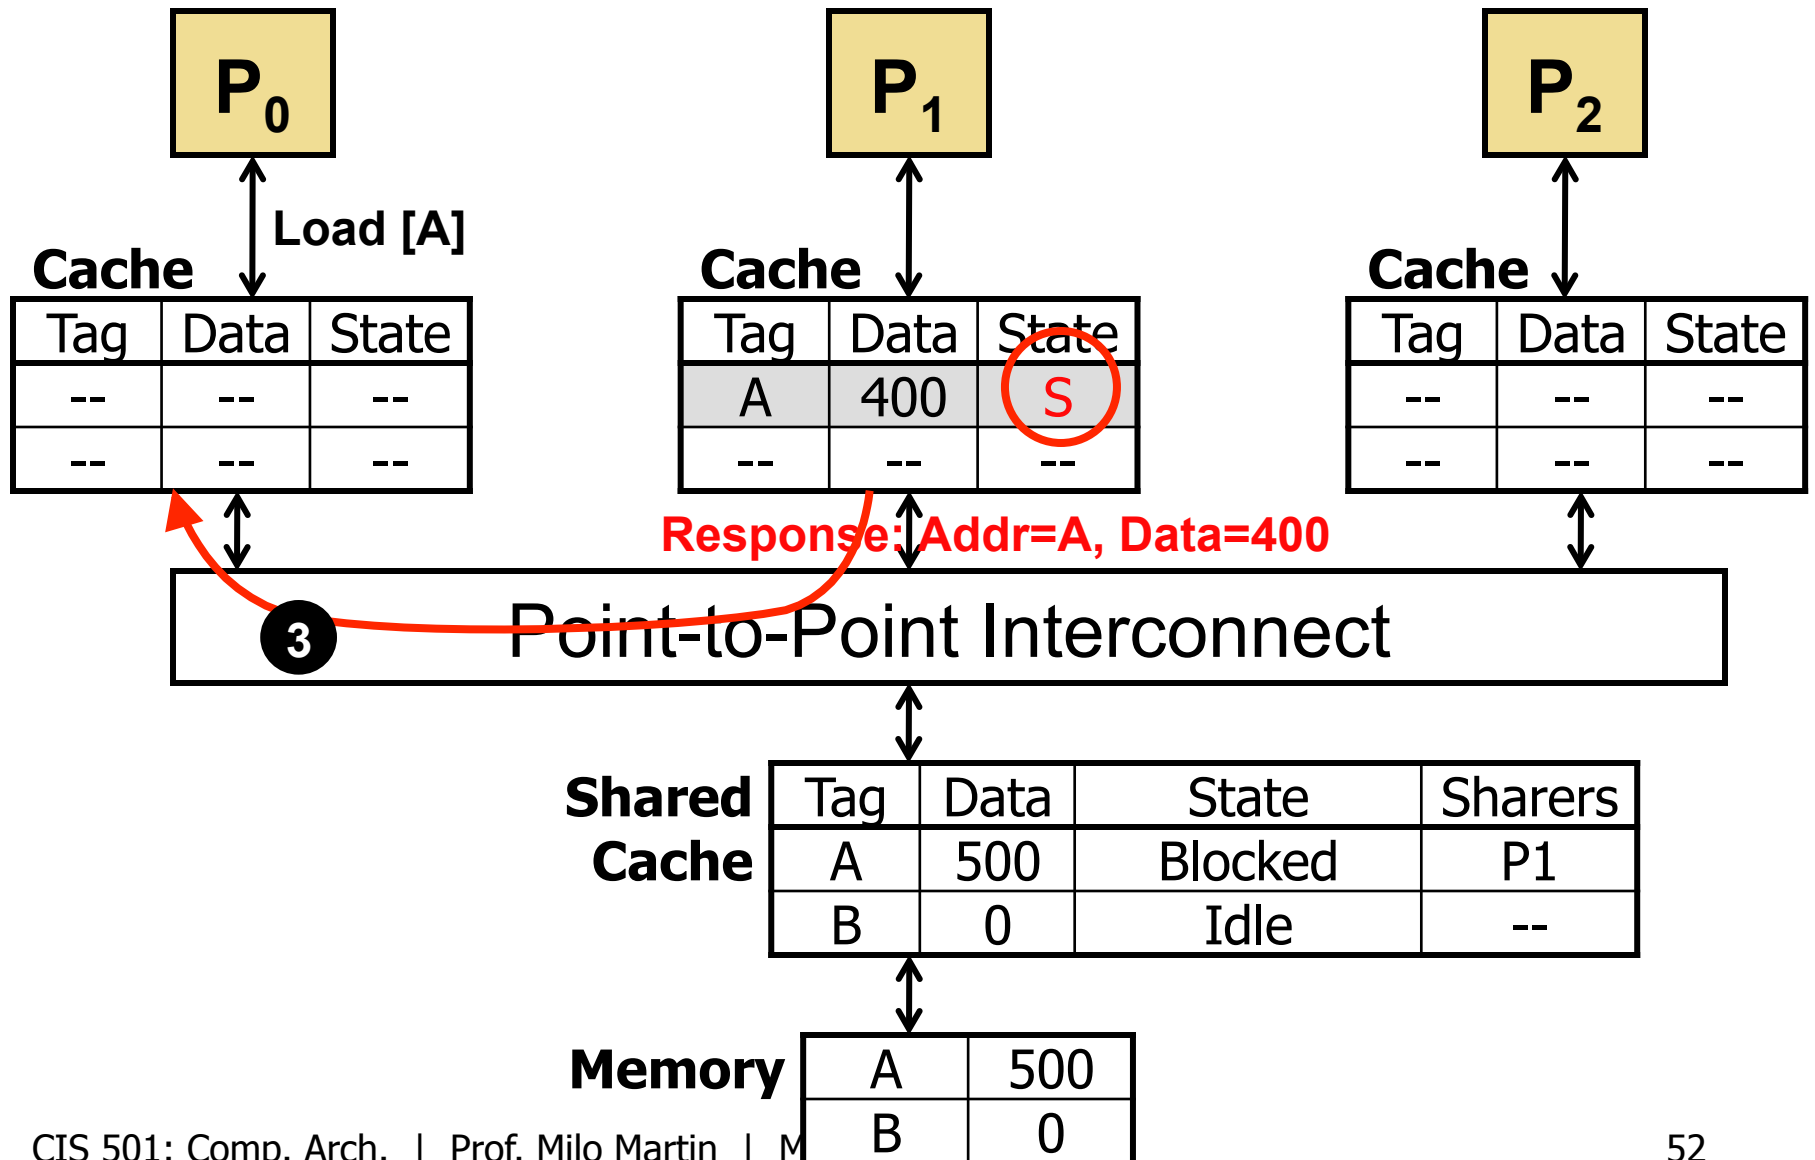 P0 P1 P2
Load [A]
Cache Cache Cache
Tag Data State Tag Data State Tag Data State
-- -- -- A 400 S -- -- --
-- -- -- -- -- -- -- -- --
Response: Addr=A, Data=400
3 Point-to-Point Interconnect
Shared Tag Data State Sharers
Cache A 500 Blocked P1
B 0 Idle --
Memory A 500
B 0
CIS 501: Comp. Arch. | Prof. Milo Martin | M 52